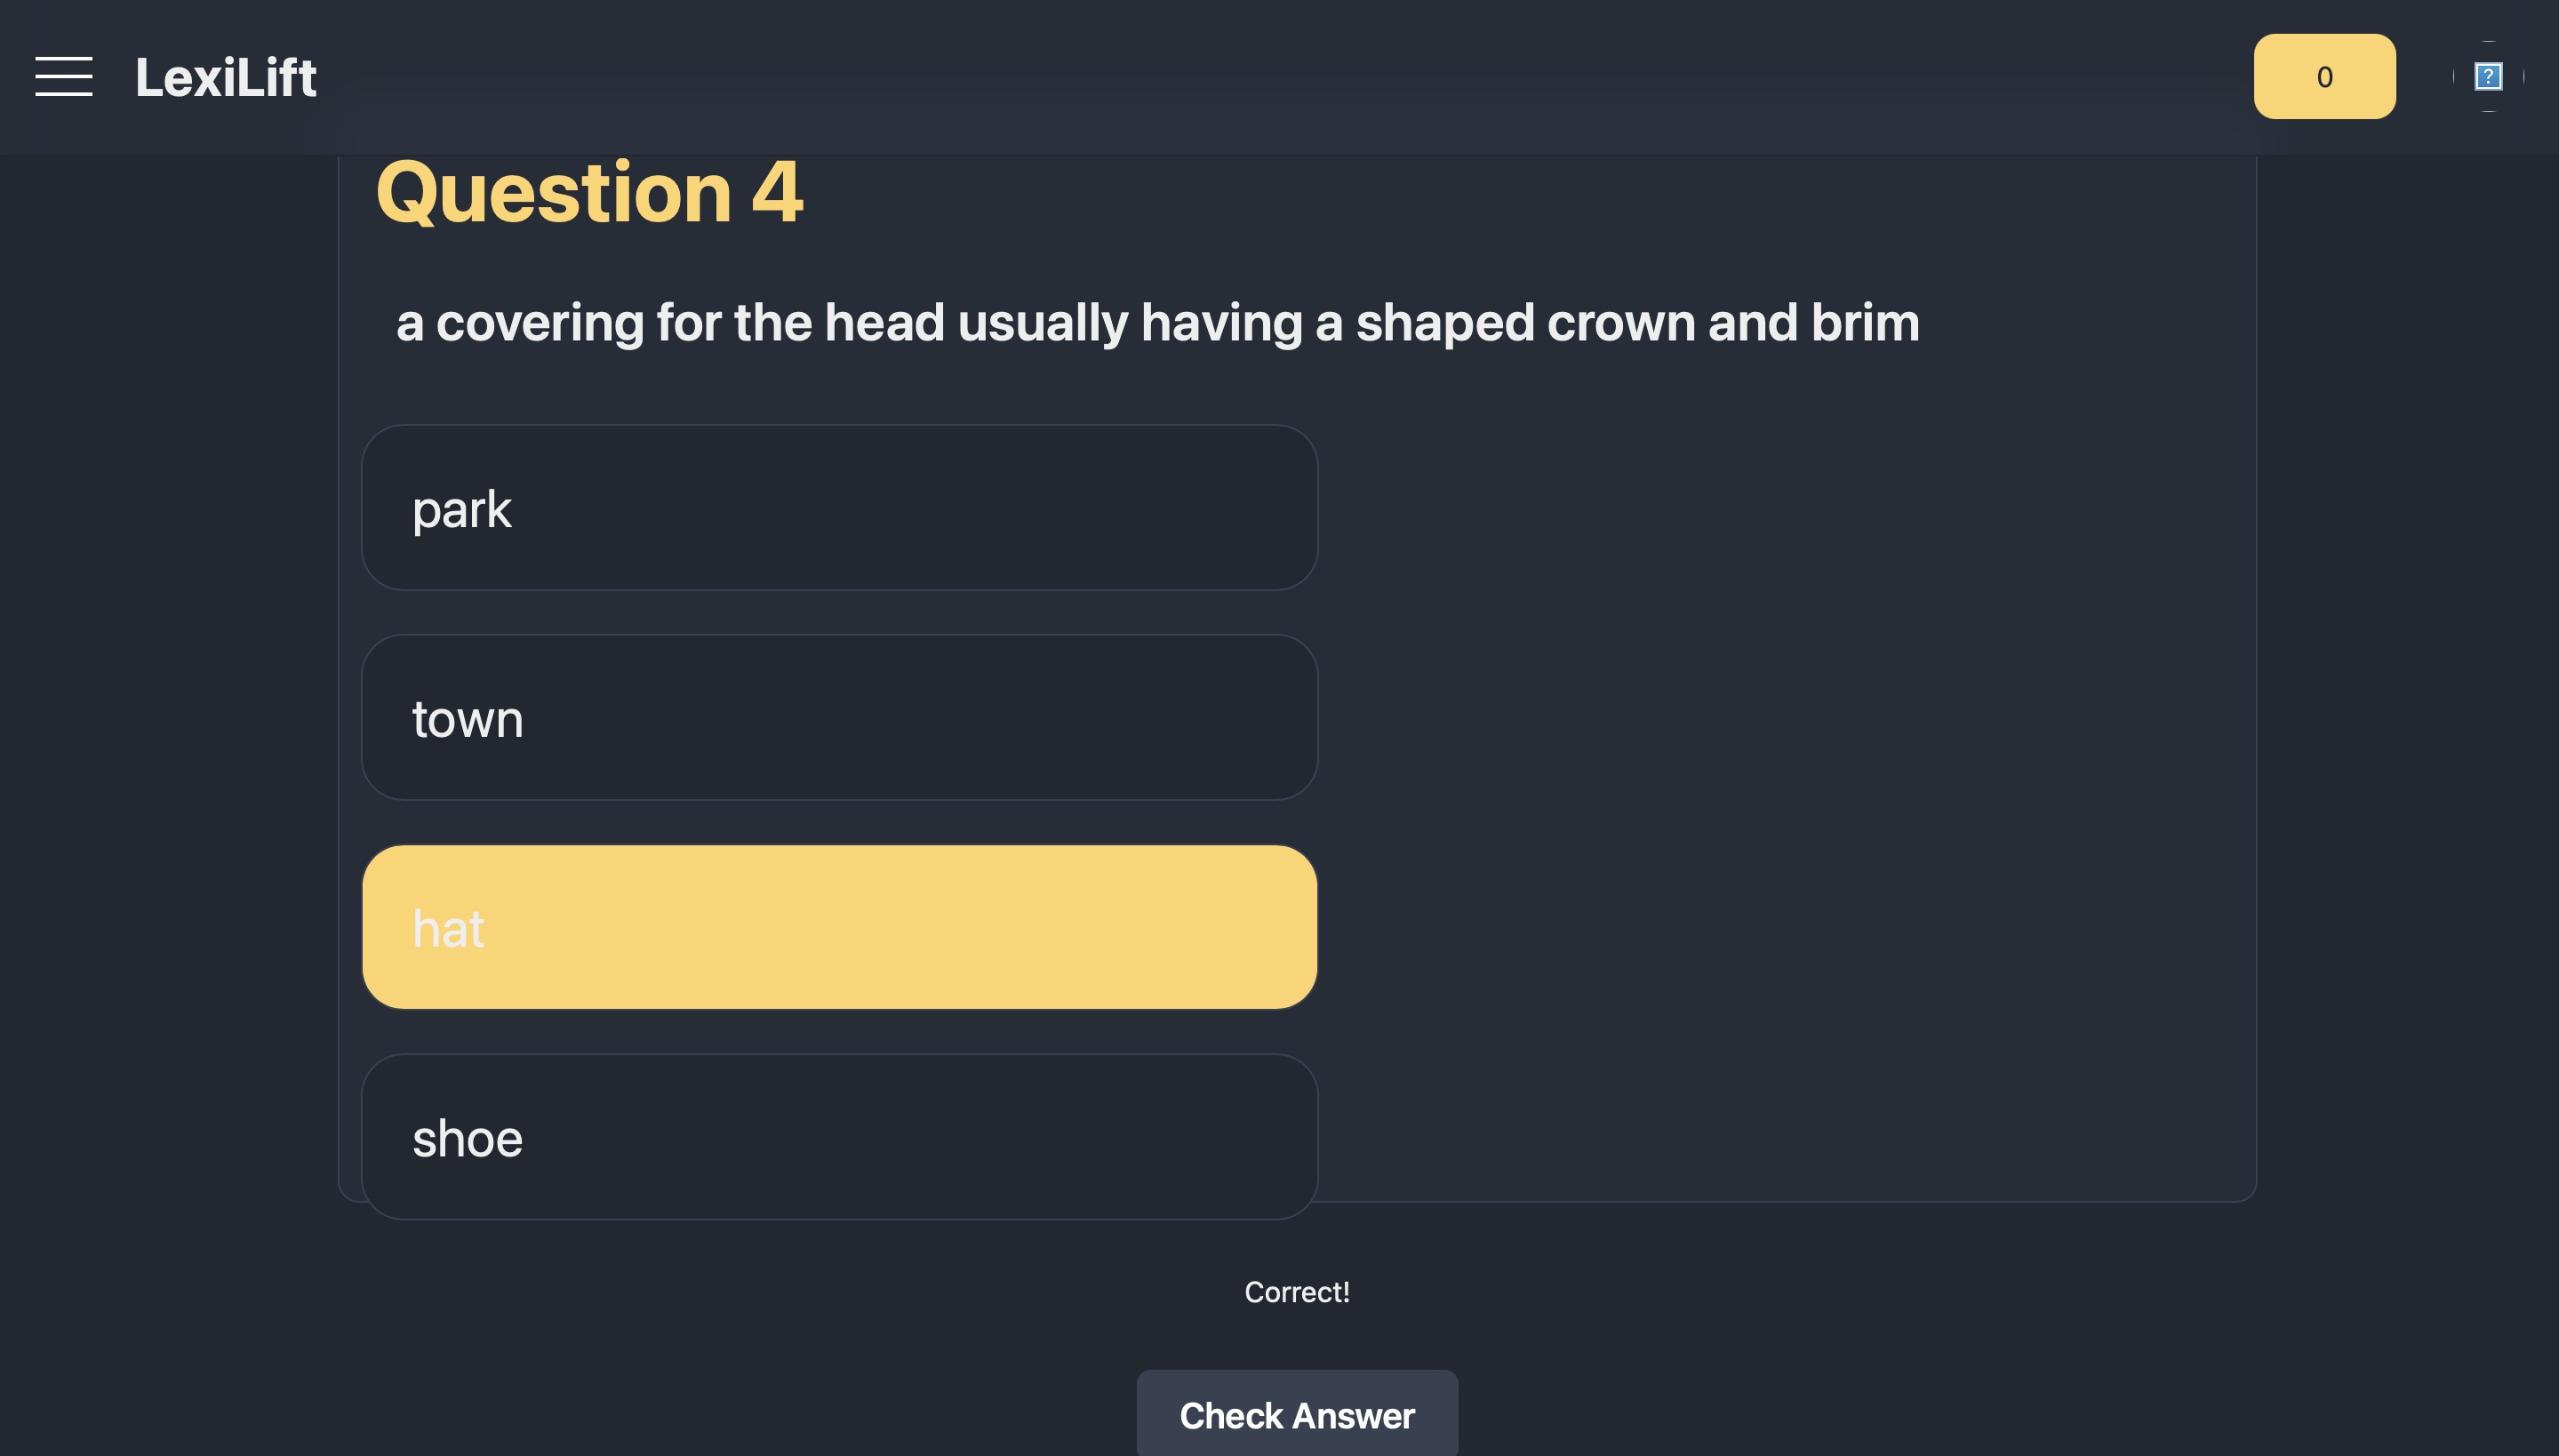 LexiLift
0
Question 4
a covering for the head usually having a shaped crown and brim
park
town
hat
shoe
Correct!
Check Answer